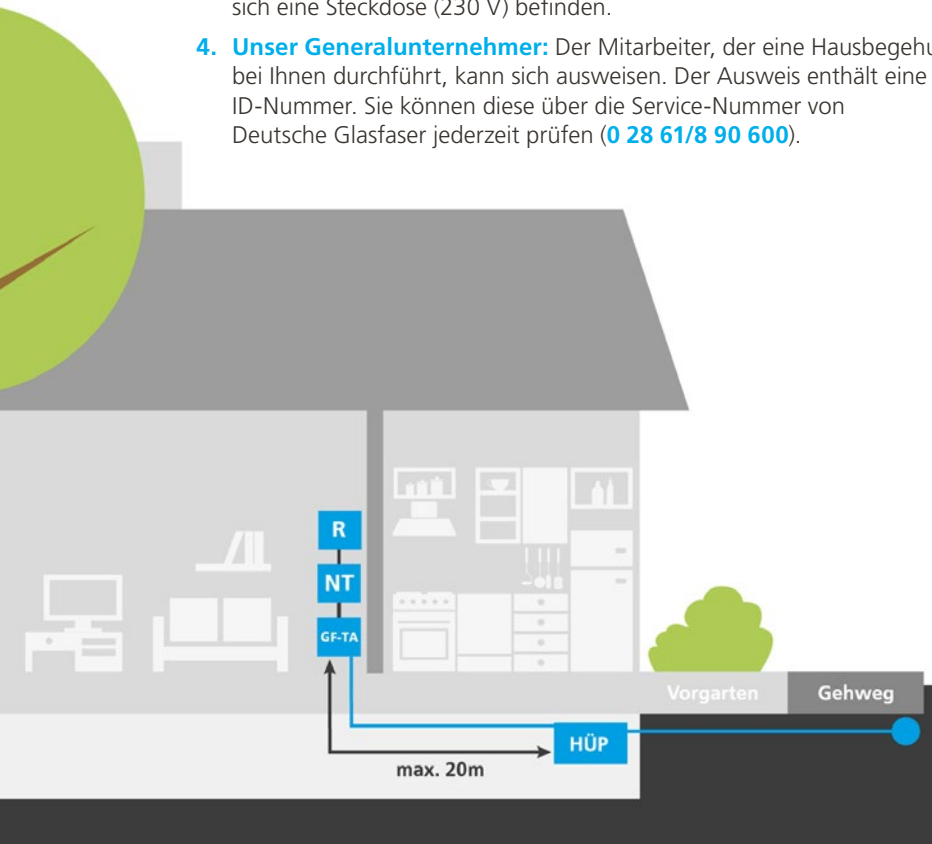 sich eine Steckdose (230 V) befinden.
4. Unser Generalunternehmer: Der Mitarbeiter, der eine Hausbegehu
bei Ihnen durchführt, kann sich ausweisen. Der Ausweis enthält eine
ID-Nummer. Sie können diese über die Service-Nummer von
Deutsche Glasfaser jederzeit prüfen (0 28 61/8 90 600).
R
NT
GF-TA
Vorgarten Gehweg
HÜP
max. 20m